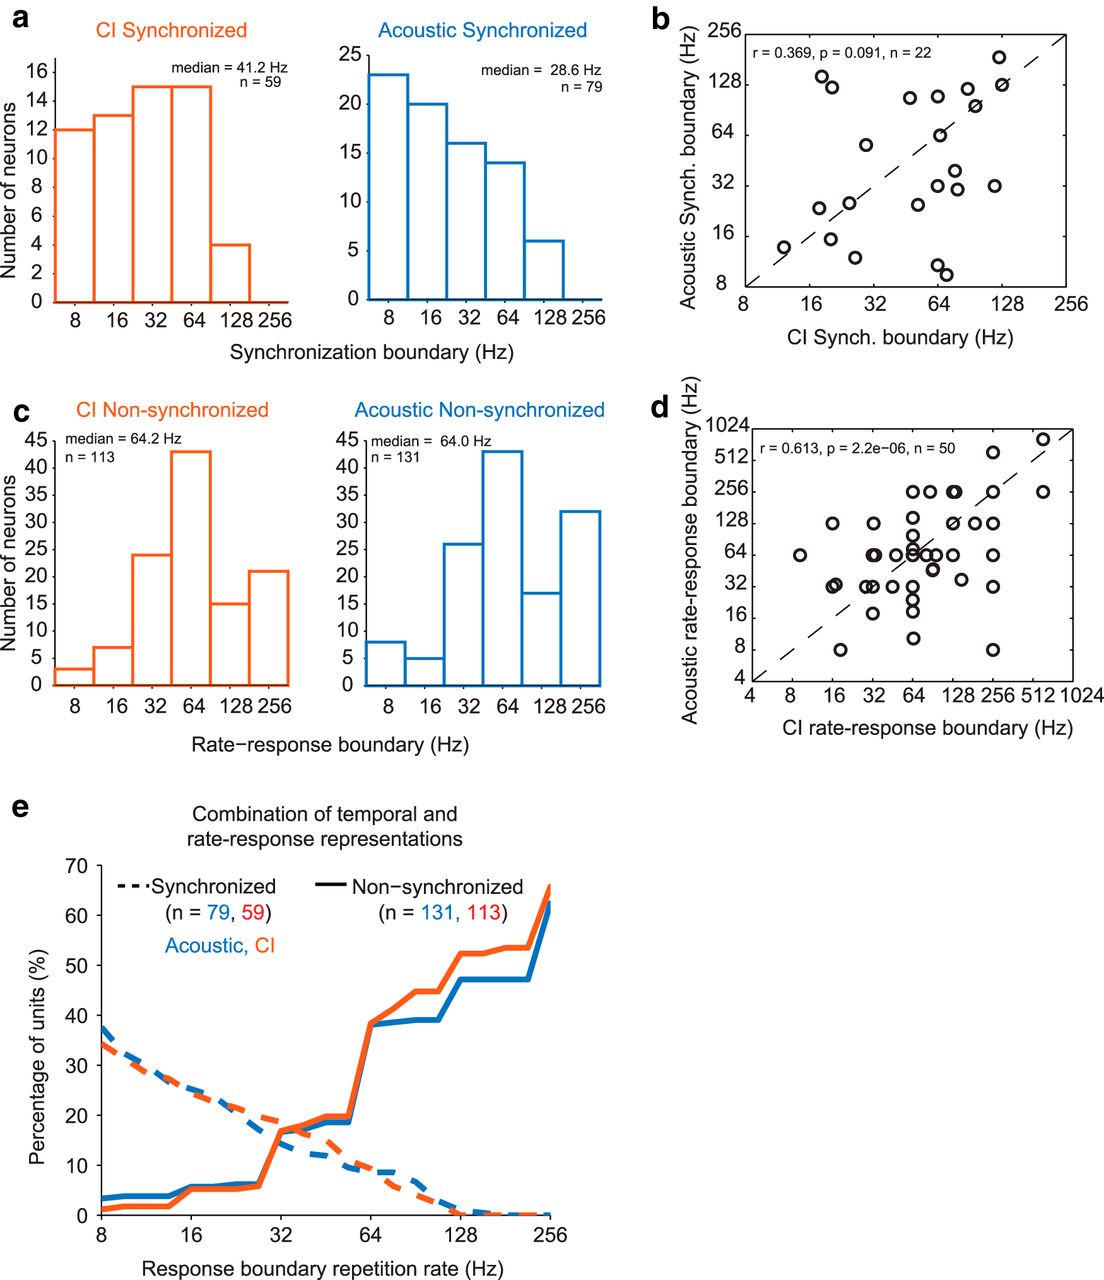 a
CI Synchronized
Acoustic Synchronized
median = 41.2 Hz
n = 59
median = 28.6 Hz
n = 79
Number of neurons
16
14
12
10
8
6
4
2
0
25
20
15
10
5
0
8 16 32 64 128 256
8 16 32 64 128 256
Synchronization boundary (Hz)
b
r = 0.369, p = 0.091, n = 22
Acoustic Synch. boundary (Hz)
256
128
64
32
16
8
8 16 32 64 128 256
CI Synch. boundary (Hz)
c
CI Non-synchronized
Acoustic Non-synchronized
median = 64.2 Hz
n = 113
median = 64.0 Hz
n = 131
Number of neurons
45
40
35
30
25
20
15
10
5
0
45
40
35
30
25
20
15
10
5
0
8 16 32 64 128 256
8 16 32 64 128 256
Rate−response boundary (Hz)
d
r = 0.613, p = 2.2e−06, n = 50
Acoustic rate-response boundary (Hz)
1024
512
256
128
64
32
16
8
4
4 8 16 32 64 128 256 512 1024
CI rate-response boundary (Hz)
e
Combination of temporal and
rate-response representations
Synchronized
(n = 79, 59)
Acoustic, CI
Non−synchronized
(n = 131, 113)
Percentage of units (%)
70
60
50
40
30
20
10
0
8 16 32 64 128 256
Response boundary repetition rate (Hz)